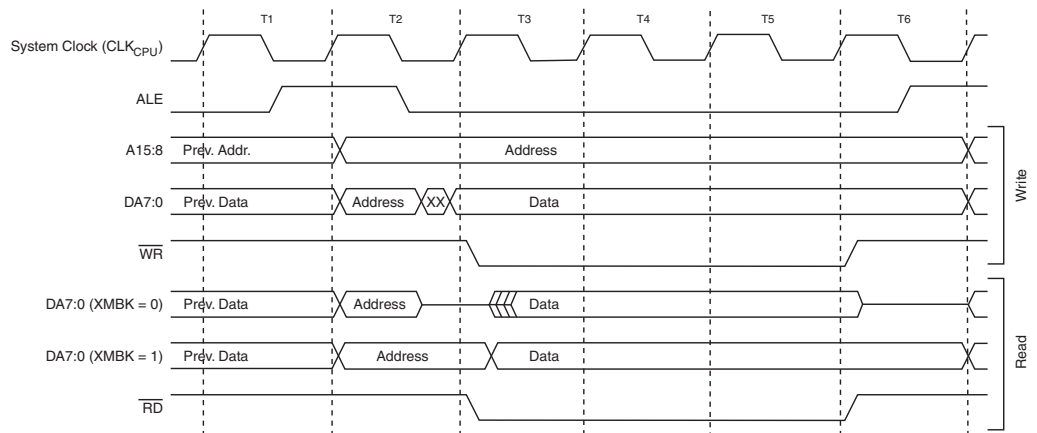 T1 T2 T3 T4 T5 T6
System Clock (CLKCPU)
ALE
A15:8 Prev. Addr. Address
DA7:0 Prev. Data Address XX Data
WR
DA7:0 (XMBK = 0) Prev. Data Address Data
DA7:0 (XMBK = 1) Prev. Data Address Data
RD
Write
Read